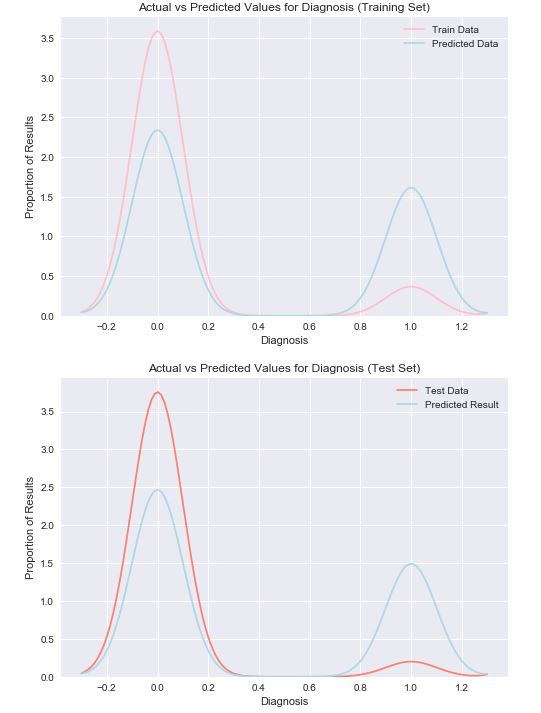 Actual vs Predicted Values for Diagnosis (Training Set)
Train Data
Predicted Data
3.5
3.0
2.5
2.0
1.5
1.0
0.5
0.0
Proportion of Results
−0.2 0.0 0.2 0.4 0.6 0.8 1.0 1.2
Diagnosis
Actual vs Predicted Values for Diagnosis (Test Set)
Test Data
Predicted Result
3.5
3.0
2.5
2.0
1.5
1.0
0.5
0.0
Proportion of Results
−0.2 0.0 0.2 0.4 0.6 0.8 1.0 1.2
Diagnosis